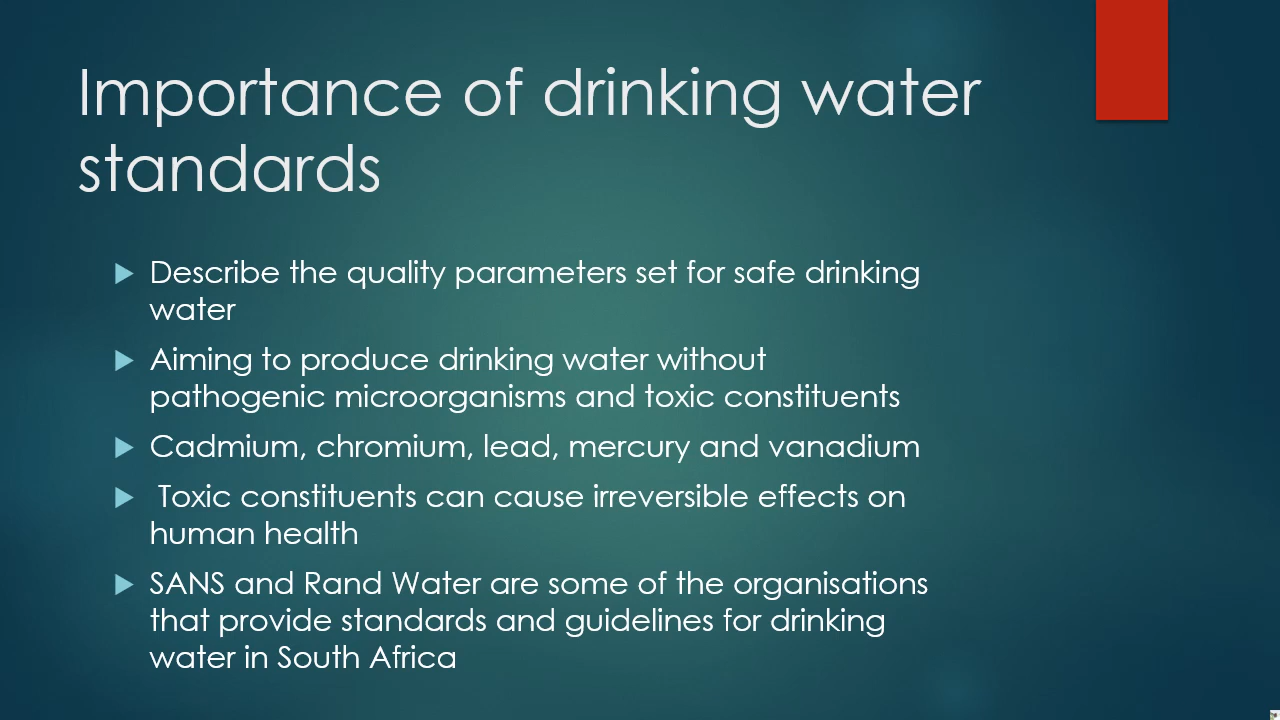 Importance of drinking water
standards
Describe the quality parameters set for safe drinking
water
Aiming to produce drinking water without
pathogenic microorganisms and toxic constituents
Cadmium, chromium, lead, mercury and vanadium
Toxic constituents can cause irreversible effects on
human health
SANS and Rand Water are some of the organisations
that provide standards and guidelines for drinking
water in South Africa